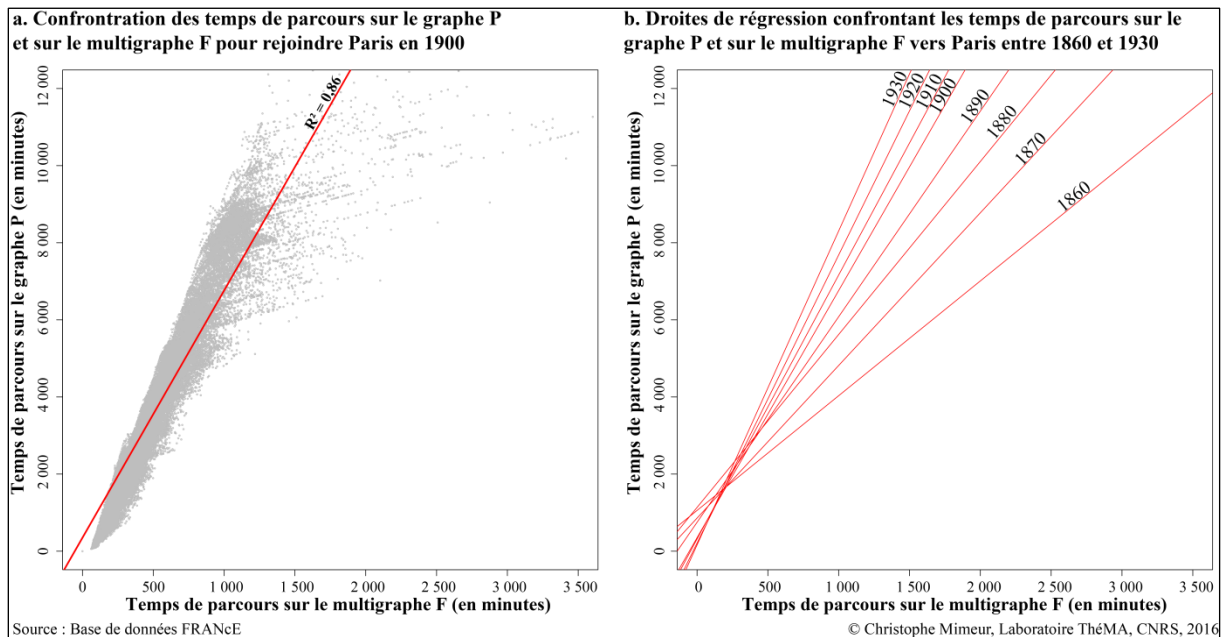 a. Confrontration des temps de parcours sur le graphe P
et sur le multigraphe F pour rejoindre Paris en 1900
Temps de parcours sur le graphe P (en minutes)
12 000
10 000
8 000
6 000
4 000
2 000
0
R² = 0,86
0 500 1 000 1 500 2 000 2 500 3 000 3 500
Temps de parcours sur le multigraphe F (en minutes)
b. Droites de régression confrontant les temps de parcours sur le
graphe P et sur le multigraphe F vers Paris entre 1860 et 1930
Temps de parcours sur le graphe P (en minutes)
12 000
10 000
8 000
6 000
4 000
2 000
0
1930
1920
1910
1900
1890
1880
1870
1860
0 500 1 000 1 500 2 000 2 500 3 000 3 500
Temps de parcours sur le multigraphe F (en minutes)
Source : Base de données FRANcE
© Christophe Mimeur, Laboratoire ThéMA, CNRS, 2016